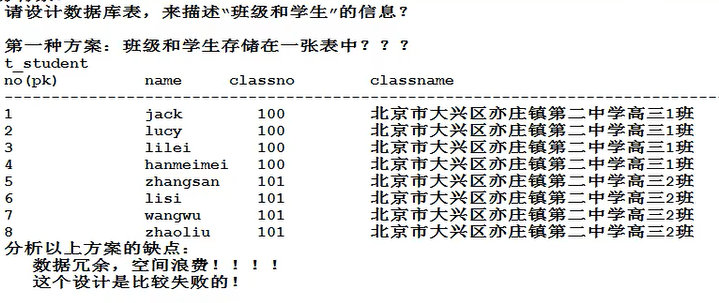 请设计数据库表，来描述“班级和学生”的信息？
第一种方案：班级和学生存储在一张表中？？？
t_student
no(pk) name classno classname
----------------------------------------------------------------------
1 jack 100 北京市大兴区亦庄镇第二中学高三1班
2 lucy 100 北京市大兴区亦庄镇第二中学高三1班
3 lilei 100 北京市大兴区亦庄镇第二中学高三1班
4 hanmeimei 100 北京市大兴区亦庄镇第二中学高三1班
5 zhangsan 101 北京市大兴区亦庄镇第二中学高三2班
6 lisi 101 北京市大兴区亦庄镇第二中学高三2班
7 wangwu 101 北京市大兴区亦庄镇第二中学高三2班
8 zhaoliu 101 北京市大兴区亦庄镇第二中学高三2班
分析以上方案的缺点：
数据冗余，空间浪费！！！！
这个设计是比较失败的！